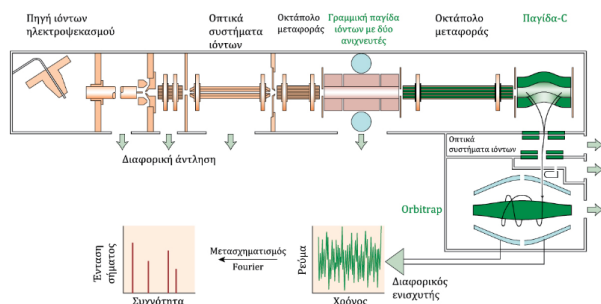 Πηγή ιόντων
ηλεκτροψεκασμού
Οπτικά
συστήματα
ιόντων
Οκτάπολο
μεταφοράς
Γραμμική παγίδα
ιόντων με δύο
ανιχνευτές
Οκτάπολο
μεταφοράς
Παγίδα-C
Διαφορική άντληση
Οπτικά
συστήματα ιόντων
Orbitrap
Ένταση
σήματος
Συχνότητα
Μετασχηματισμός
Fourier
Ρεύμα
Χρόνος
Διαφορικός
ενισχυτής